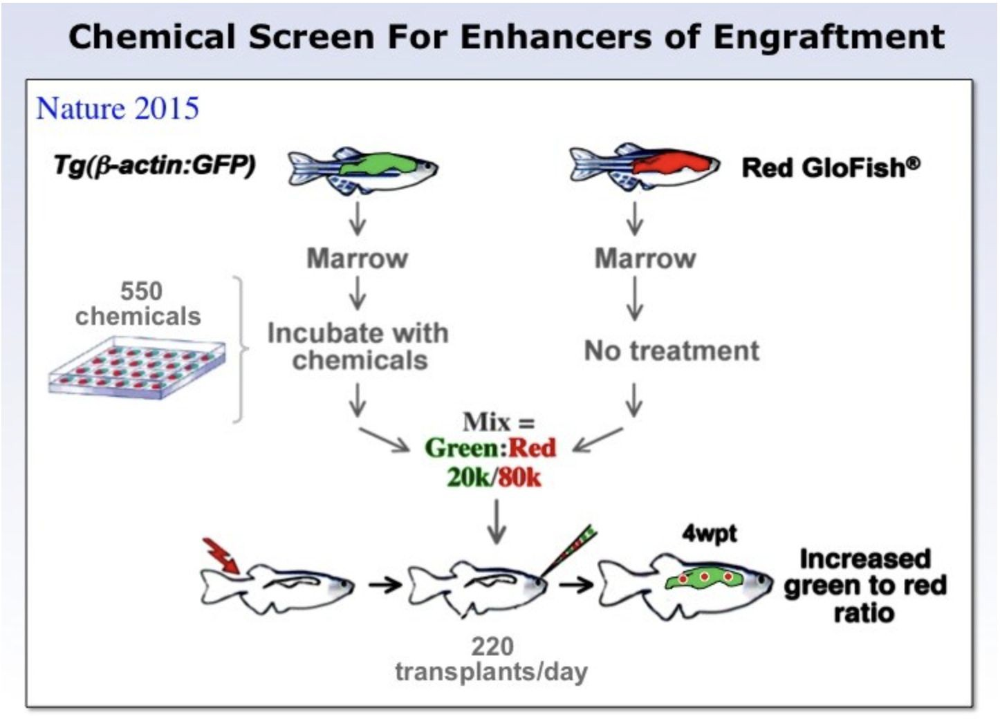 Chemical Screen For Enhancers of Engraftment
Nature 2015
Tg(β-actin:GFP)
Red GloFish®
Marrow
Marrow
550
chemicals
Incubate with
chemicals
No treatment
Mix =
Green:Red
20k/80k
4wpt
Increased
green to red
ratio
220
transplants/day